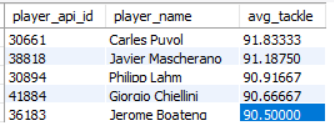 player_api_id player_name avg_tackle
30661 Carles Puyol 91.83333
38818 Javier Mascherano 91.18750
30894 Philipp Lahm 90.91667
41884 Giorgio Chiellini 90.66667
36183 Jerome Boateng 90.50000